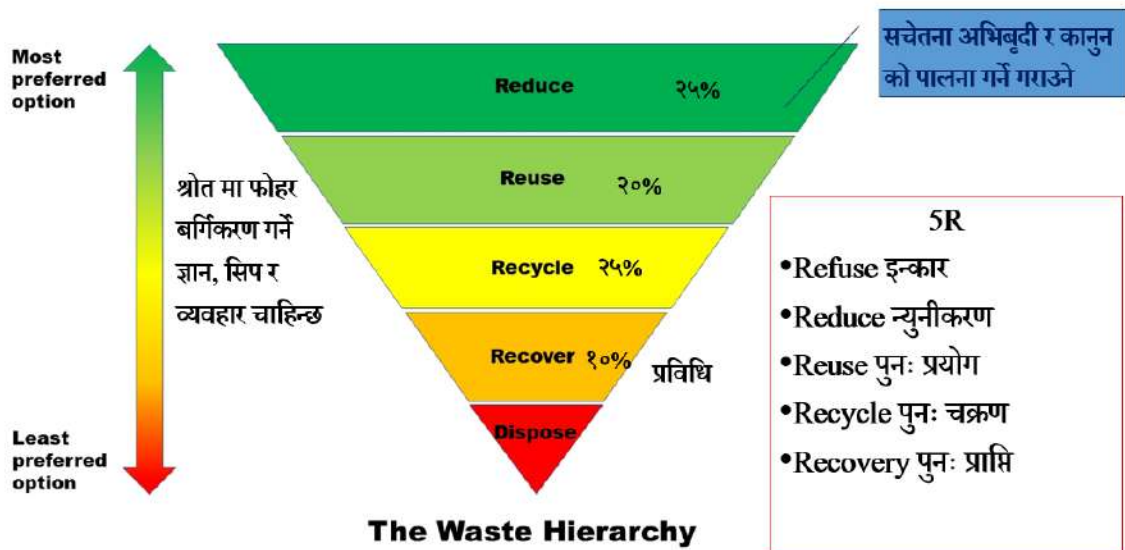 Most
preferred
option
Reduce २५%
सचेतना अभिबृदी र कानुन
को पालना गर्ने गराउने
Reuse २०%
श्रोत मा फोहर
बर्गिकरण गर्ने
ज्ञान, सिप र
व्यवहार चाहिन्छ
Recycle २५%
Recover १०% प्रविधि
Dispose
Least
preferred
option
The Waste Hierarchy
5R
•Refuse इन्कार
•Reduce न्युनीकरण
•Reuse पुनः प्रयोग
•Recycle पुनः चक्रण
•Recovery पुनः प्राप्ति